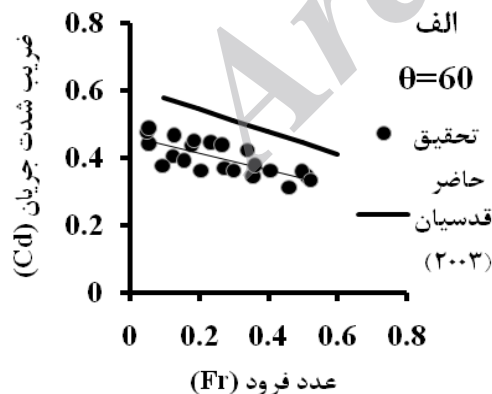 الف
θ=60
تحقیق
حاضر
قدسیان
(۲۰۰۳)
ضریب شدت جریان (Cd)
0.8
0.6
0.4
0.2
0
0 0.2 0.4 0.6 0.8
عدد فرود (Fr)